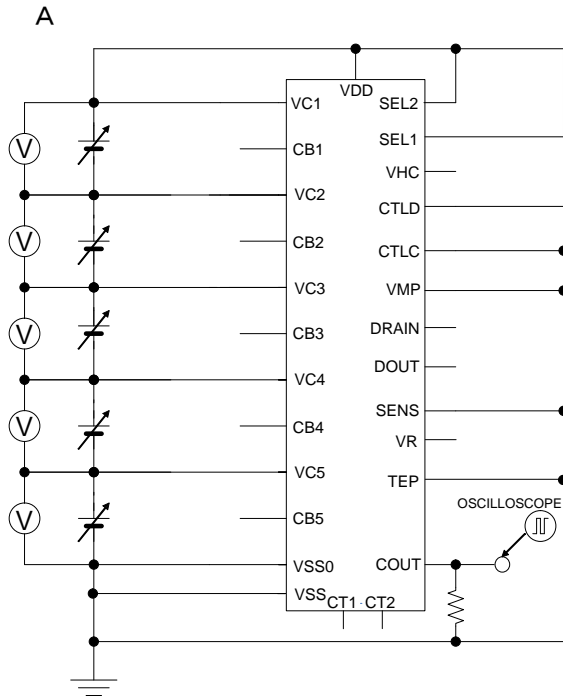 A
VDD
VC1
SEL2
V
CB1
SEL1
VHC
VC2
CTLD
V
CB2
CTLC
VC3
VMP
V
CB3
DRAIN
DOUT
VC4
SENS
V
CB4
VR
VC5
TEP
OSCILLOSCOPE
V
CB5
VSS0
COUT
VSS
CT1 CT2